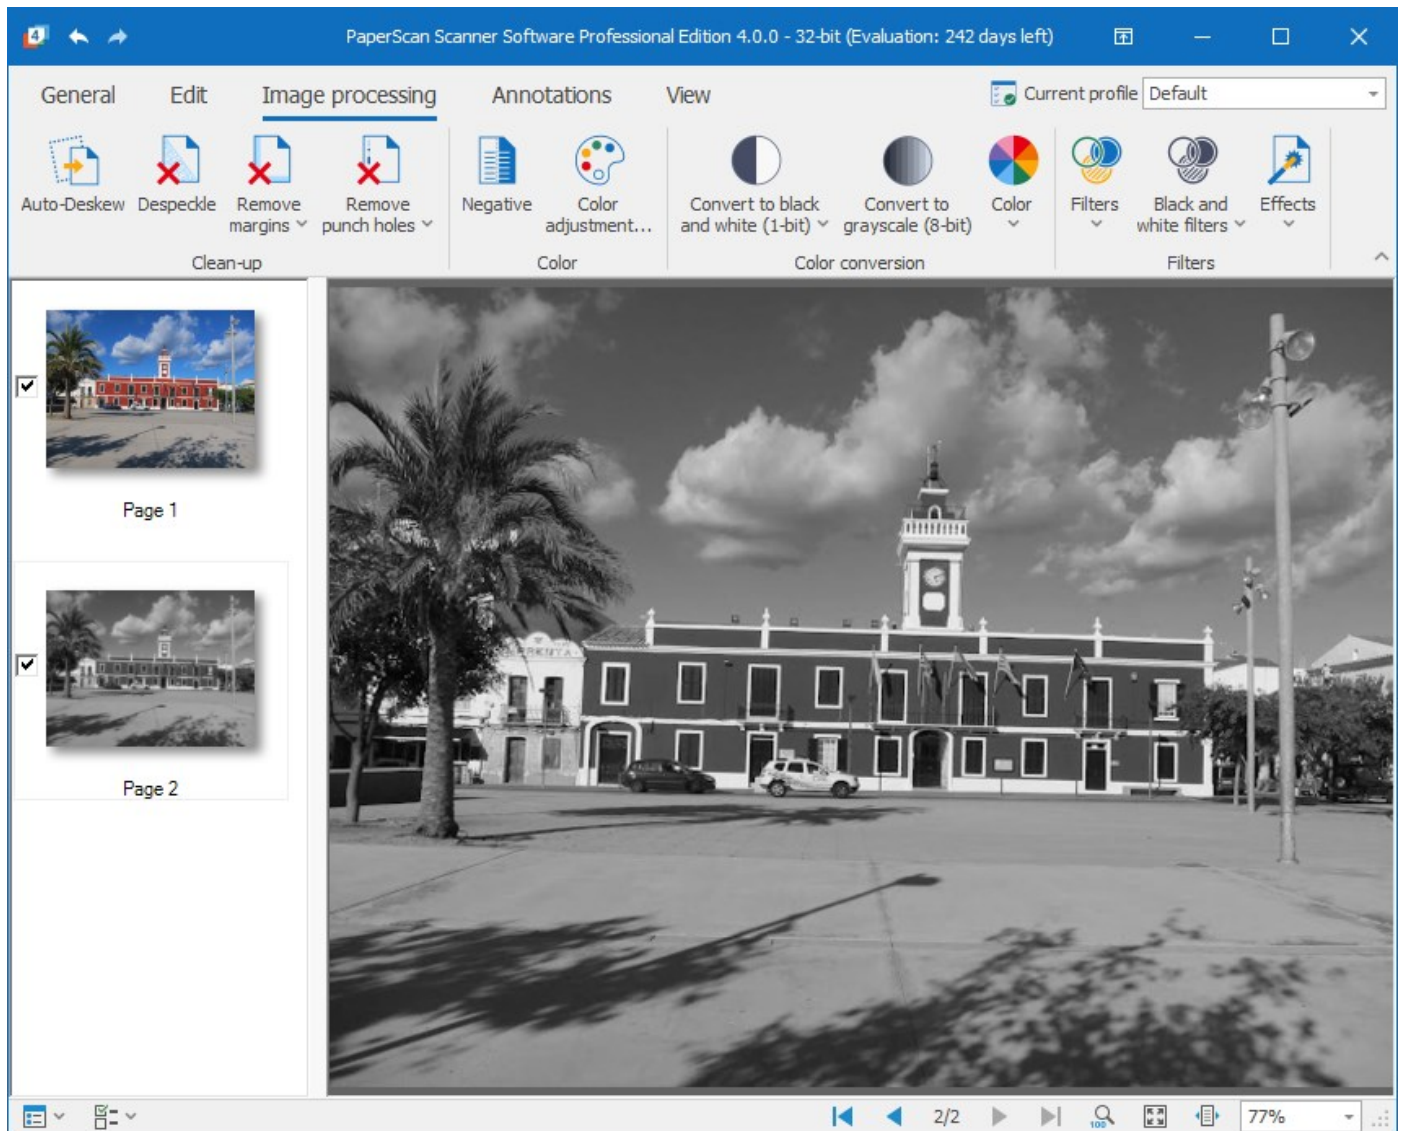 4
PaperScan Scanner Software Professional Edition 4.0.0 - 32-bit (Evaluation: 242 days left)
General Edit Image processing Annotations View Current profile Default
Auto-Deskew Despeckle Remove margins Remove punch holes Negative Color adjustment... Convert to black and white (1-bit) Convert to grayscale (8-bit) Color Filters Black and white filters Effects
Clean-up Color Color conversion Filters
Page 1
Page 2
2/2 100 77%